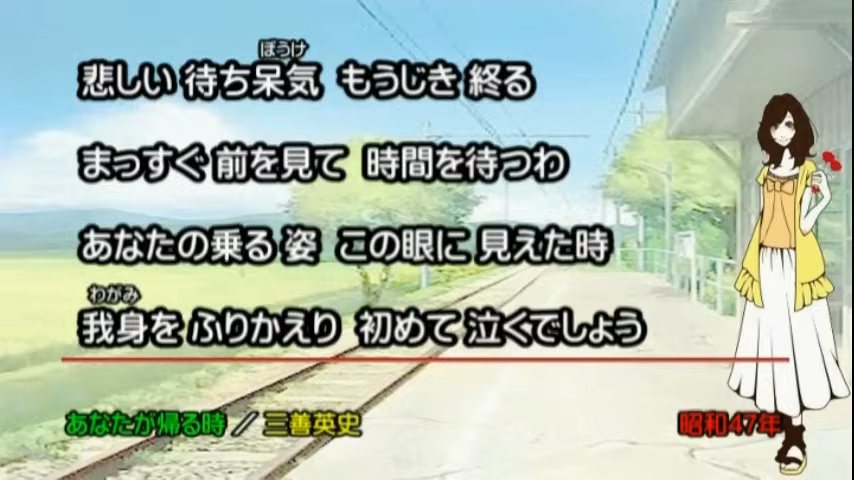 ぼうけ
悲しい 待ち呆気 もうじき 終る
まっすぐ 前を見て 時間を待つわ
あなたの乗る 姿 この眼に 見えた時
わがみ
我身を ふりかえり 初めて 泣くでしょう
あなたが帰る時 ／ 三善英史 昭和47年